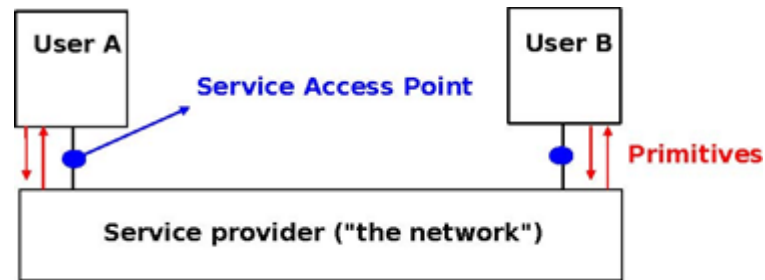 User A
User B
Service Access Point
Primitives
Service provider ("the network")